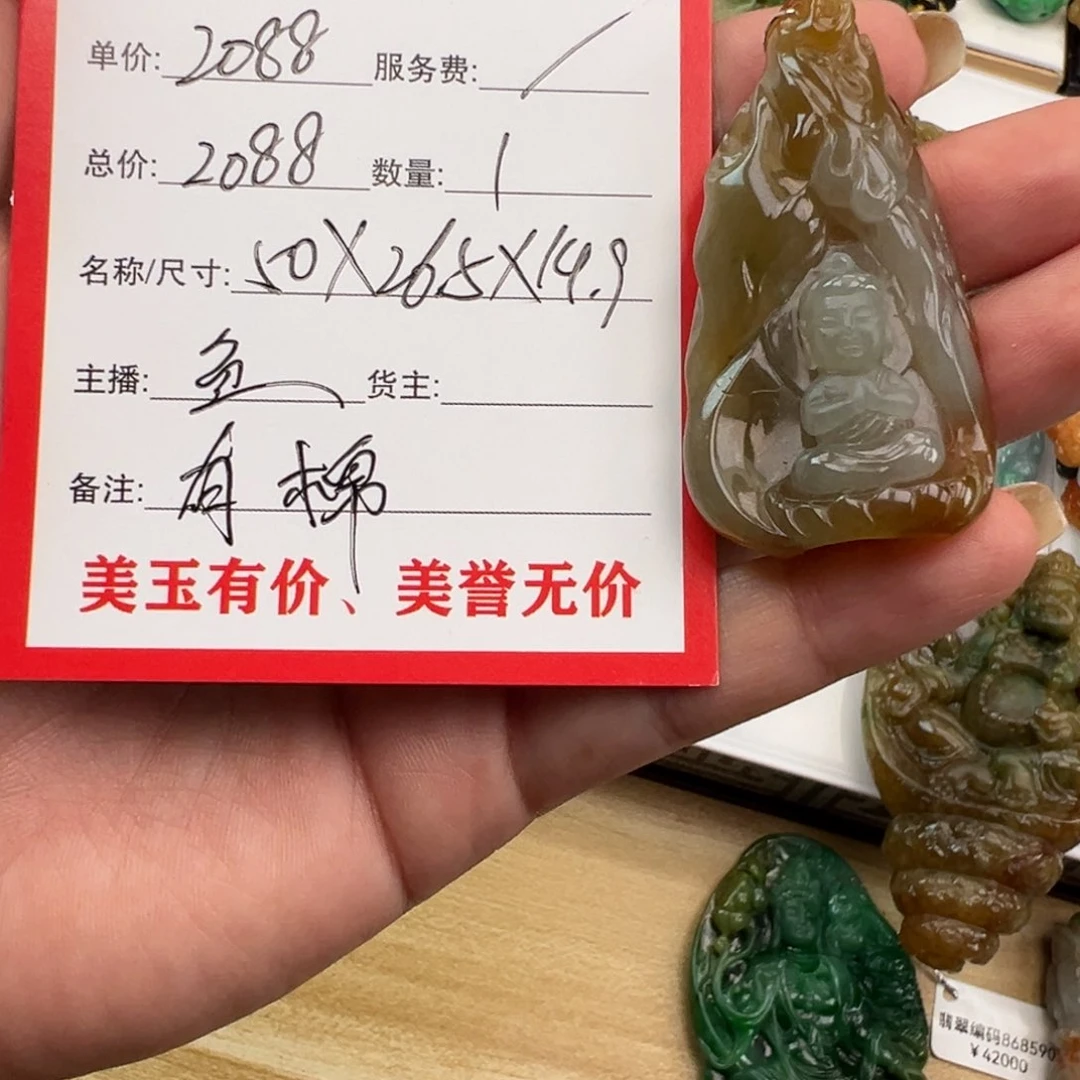 单价: 2088 服务费: /
总价: 2088 数量: 1
名称/尺寸: 50X26.5X14.9
主播: 鱼 货主:
备注: 有棉
美玉有价、美誉无价
翡翠编码868590
¥42000